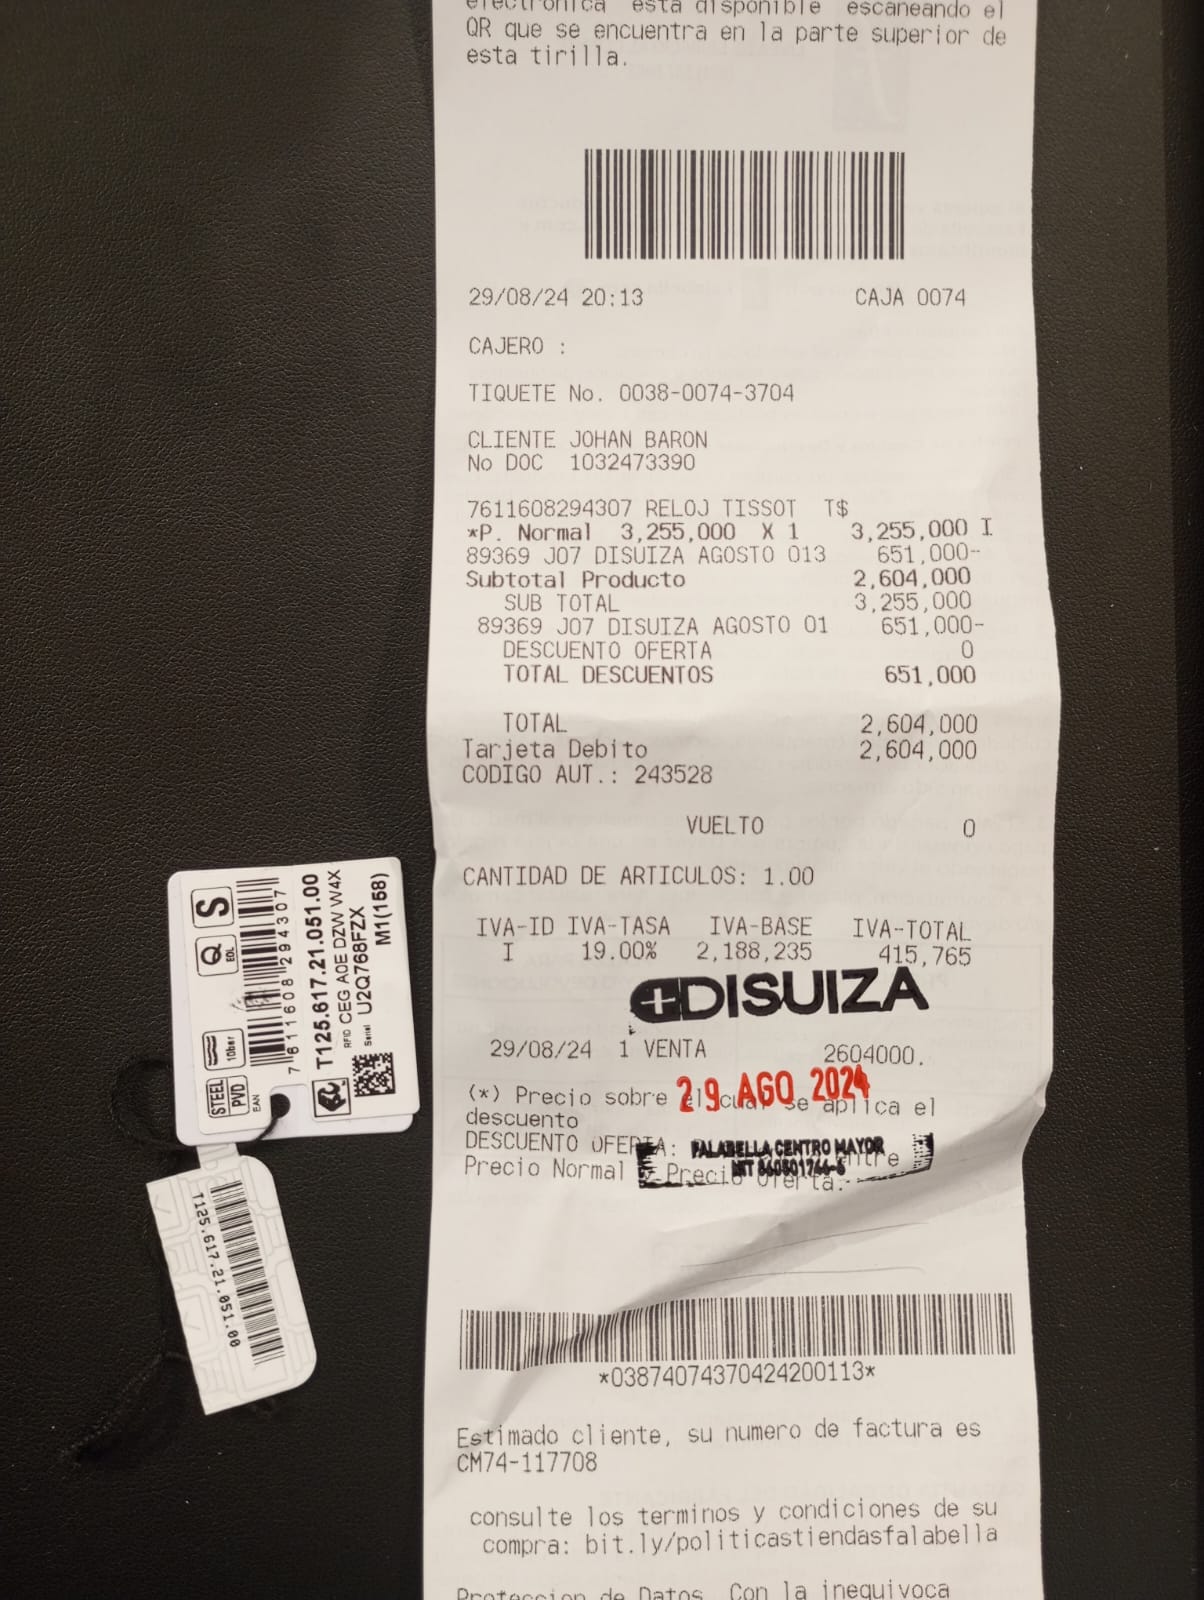 electronica esta disponible escaneando el
QR que se encuentra en la parte superior de
esta tirilla.
29/08/24 20:13 CAJA 0074
CAJERO :
TIQUETE No. 0038-0074-3704
CLIENTE JOHAN BARON
No DOC 1032473390
7611608294307 RELOJ TISSOT T$
*P. Normal 3,255,000 X 1 3,255,000 I
89369 J07 DISUIZA AGOSTO 013 651,000-
Subtotal Producto 2,604,000
SUB TOTAL 3,255,000
89369 J07 DISUIZA AGOSTO 01 651,000-
DESCUENTO OFERTA 0
TOTAL DESCUENTOS 651,000
TOTAL 2,604,000
Tarjeta Debito 2,604,000
CODIGO AUT.: 243528
VUELTO 0
CANTIDAD DE ARTICULOS: 1.00
IVA-ID IVA-TASA IVA-BASE IVA-TOTAL
I 19.00% 2,188,235 415,765
DISUIZA
29/08/24 1 VENTA 2604000.
29 AGO 2024
(*) Precio sobre el cual se aplica el
descuento
DESCUENTO OFERTA:
FALABELLA CENTRO MAYOR
NIT
Precio Normal y Precio Oferta.
*03874074370424200113*
Estimado cliente, su numero de factura es
CM74-117708
consulte los terminos y condiciones de su
compra: bit.ly/politicastiendasfalabella
Proteccion de Datos. Con la inequivoca
S
EOL
10bar
STEEL
PVD
EAN
7 611608 294307
T125.617.21.051.00
RFID CEG A0E DZW W4X
Serial U2Q768FZX
M1(158)
T125.617.21.051.00